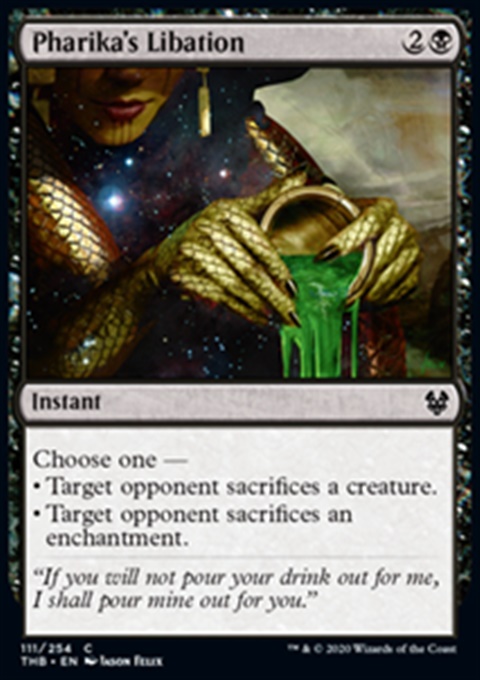 Pharika's Libation 2
Instant
Choose one —
• Target opponent sacrifices a creature.
• Target opponent sacrifices an
enchantment.
"If you will not pour your drink out for me,
I shall pour mine out for you."
111/254 C
™ & © 2020 Wizards of the Coast
THB • EN Jason Felix